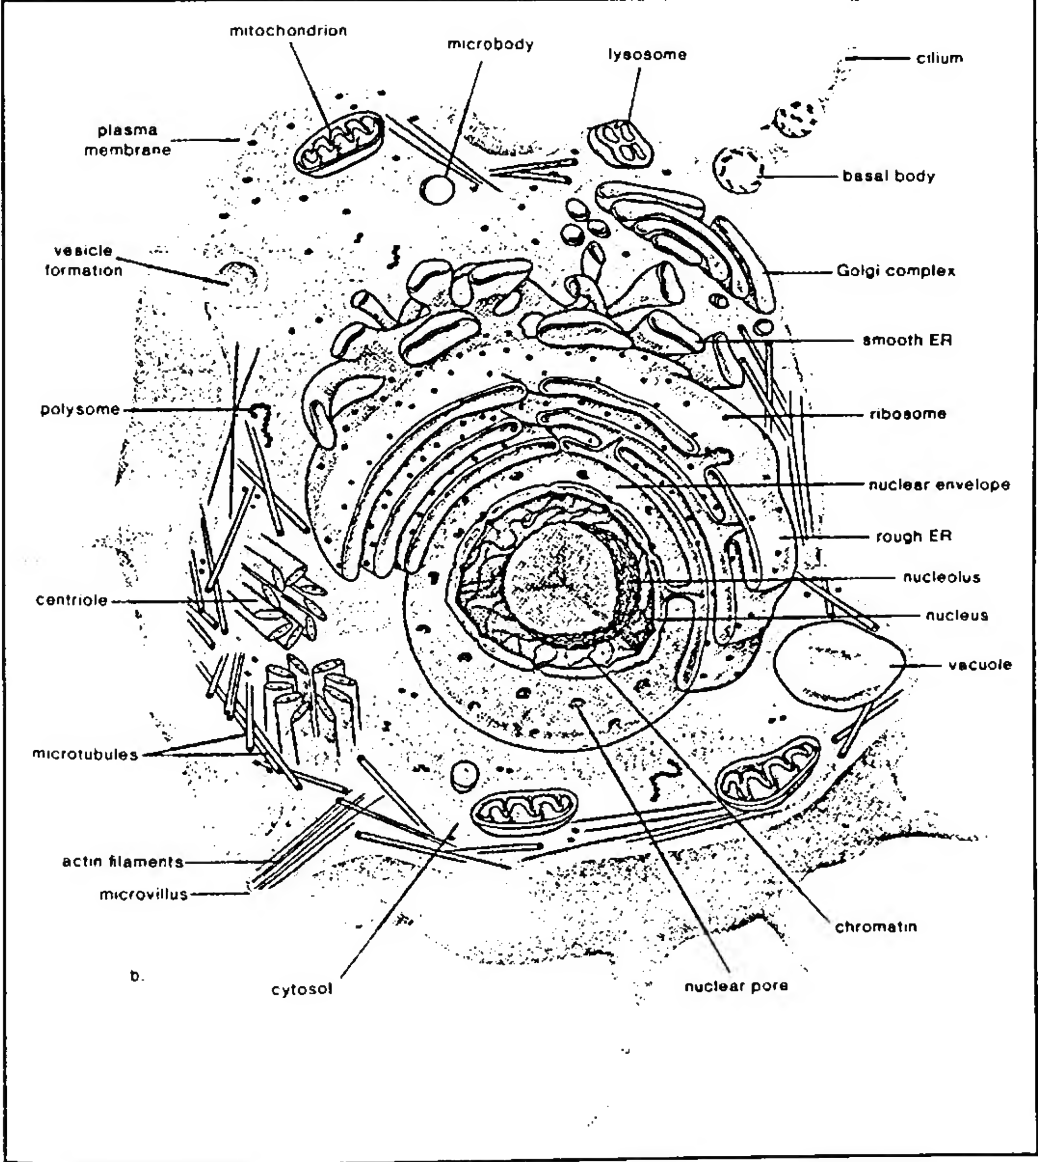 mitochondrion
microbody
lysosome
cilium
plasma
membrane
basal body
vesicle
formation
Golgi complex
smooth ER
polysome
ribosome
nuclear envelope
rough ER
nucleolus
centriole
nucleus
vacuole
microtubules
actin filaments
microvillus
chromatin
b.
cytosol
nuclear pore